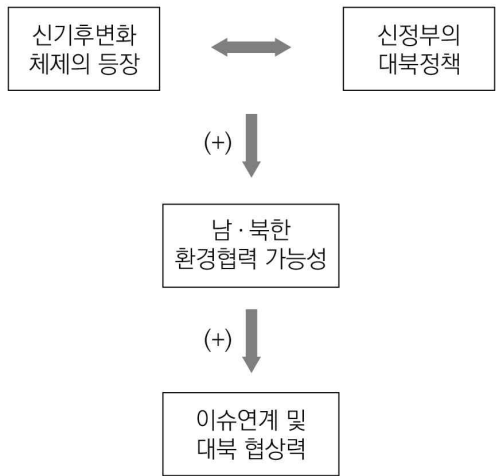 신기후변화
체제의 등장
신정부의
대북정책
(+)
남·북한
환경협력 가능성
(+)
이슈연계 및
대북 협상력